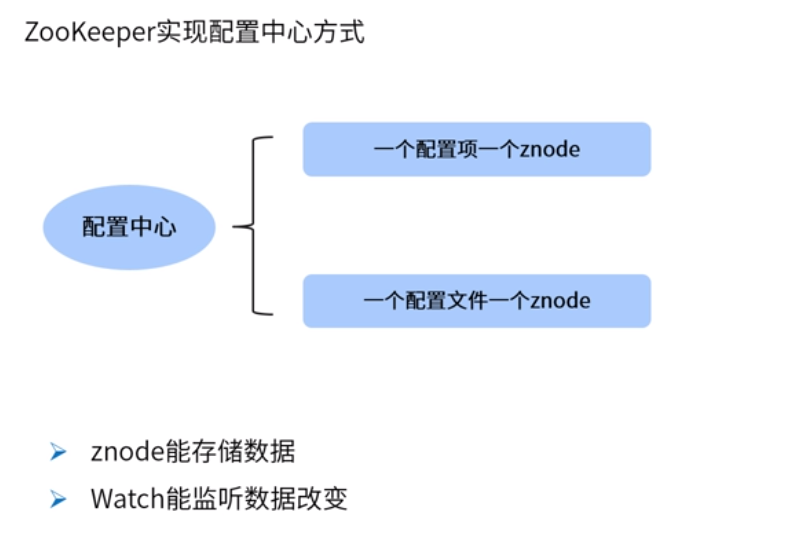 ZooKeeper实现配置中心方式
一个配置项一个znode
配置中心
一个配置文件一个znode
znode能存储数据
Watch能监听数据改变